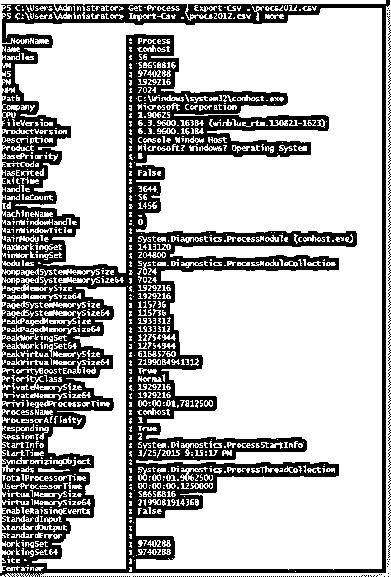 PS C:\Users\Administrator> Get-Process | Export-Csv .\procs2012.csv
PS C:\Users\Administrator> Import-Csv .\procs2012.csv | More
__NounName : Process
Name : conhost
Handles : 56
VM : 58658816
WS : 9740288
PM : 1929216
NPM : 7024
Path : C:\Windows\system32\conhost.exe
Company : Microsoft Corporation
CPU : 1.90625
FileVersion : 6.3.9600.16384 (winblue_rtm.130821-1623)
ProductVersion : 6.3.9600.16384
Description : Console Window Host
Product : Microsoft? Windows? Operating System
BasePriority : 8
ExitCode :
HasExited : False
ExitTime :
Handle : 3644
HandleCount : 56
Id : 1456
MachineName : .
MainWindowHandle : 0
MainWindowTitle :
MainModule : System.Diagnostics.ProcessModule (conhost.exe)
MaxWorkingSet : 1413120
MinWorkingSet : 204800
Modules : System.Diagnostics.ProcessModuleCollection
NonpagedSystemMemorySize : 7024
NonpagedSystemMemorySize64 : 7024
PagedMemorySize : 1929216
PagedMemorySize64 : 1929216
PagedSystemMemorySize : 115736
PagedSystemMemorySize64 : 115736
PeakPagedMemorySize : 1933312
PeakPagedMemorySize64 : 1933312
PeakWorkingSet : 12754944
PeakWorkingSet64 : 12754944
PeakVirtualMemorySize : 61685760
PeakVirtualMemorySize64 : 2199084941312
PriorityBoostEnabled : True
PriorityClass : Normal
PrivateMemorySize : 1929216
PrivateMemorySize64 : 1929216
PrivilegedProcessorTime : 00:00:01.7812500
ProcessName : conhost
ProcessorAffinity : 1
Responding : True
SessionId : 2
StartInfo : System.Diagnostics.ProcessStartInfo
StartTime : 3/25/2015 9:15:17 PM
SynchronizingObject :
Threads : System.Diagnostics.ProcessThreadCollection
TotalProcessorTime : 00:00:01.9062500
UserProcessorTime : 00:00:00.1250000
VirtualMemorySize : 58658816
VirtualMemorySize64 : 2199081914368
EnableRaisingEvents : False
StandardInput :
StandardOutput :
StandardError :
WorkingSet : 9740288
WorkingSet64 : 9740288
Site :
Container :